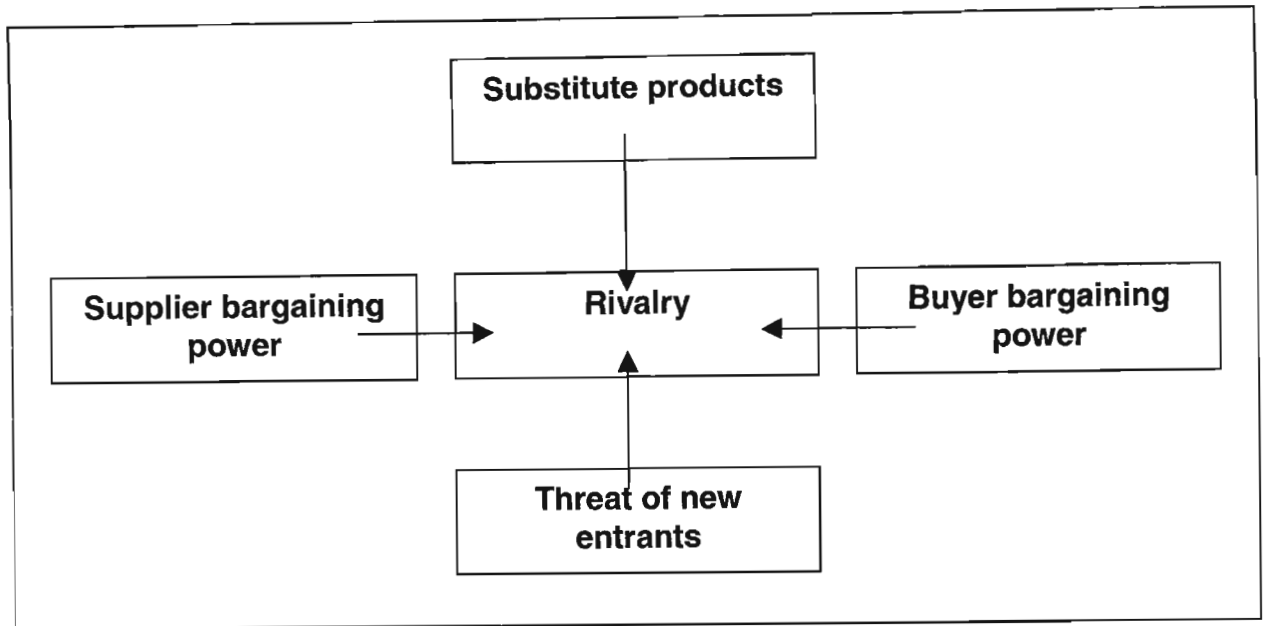 Substitute products
Supplier bargaining
power
Rivalry
Buyer bargaining
power
Threat of new
entrants